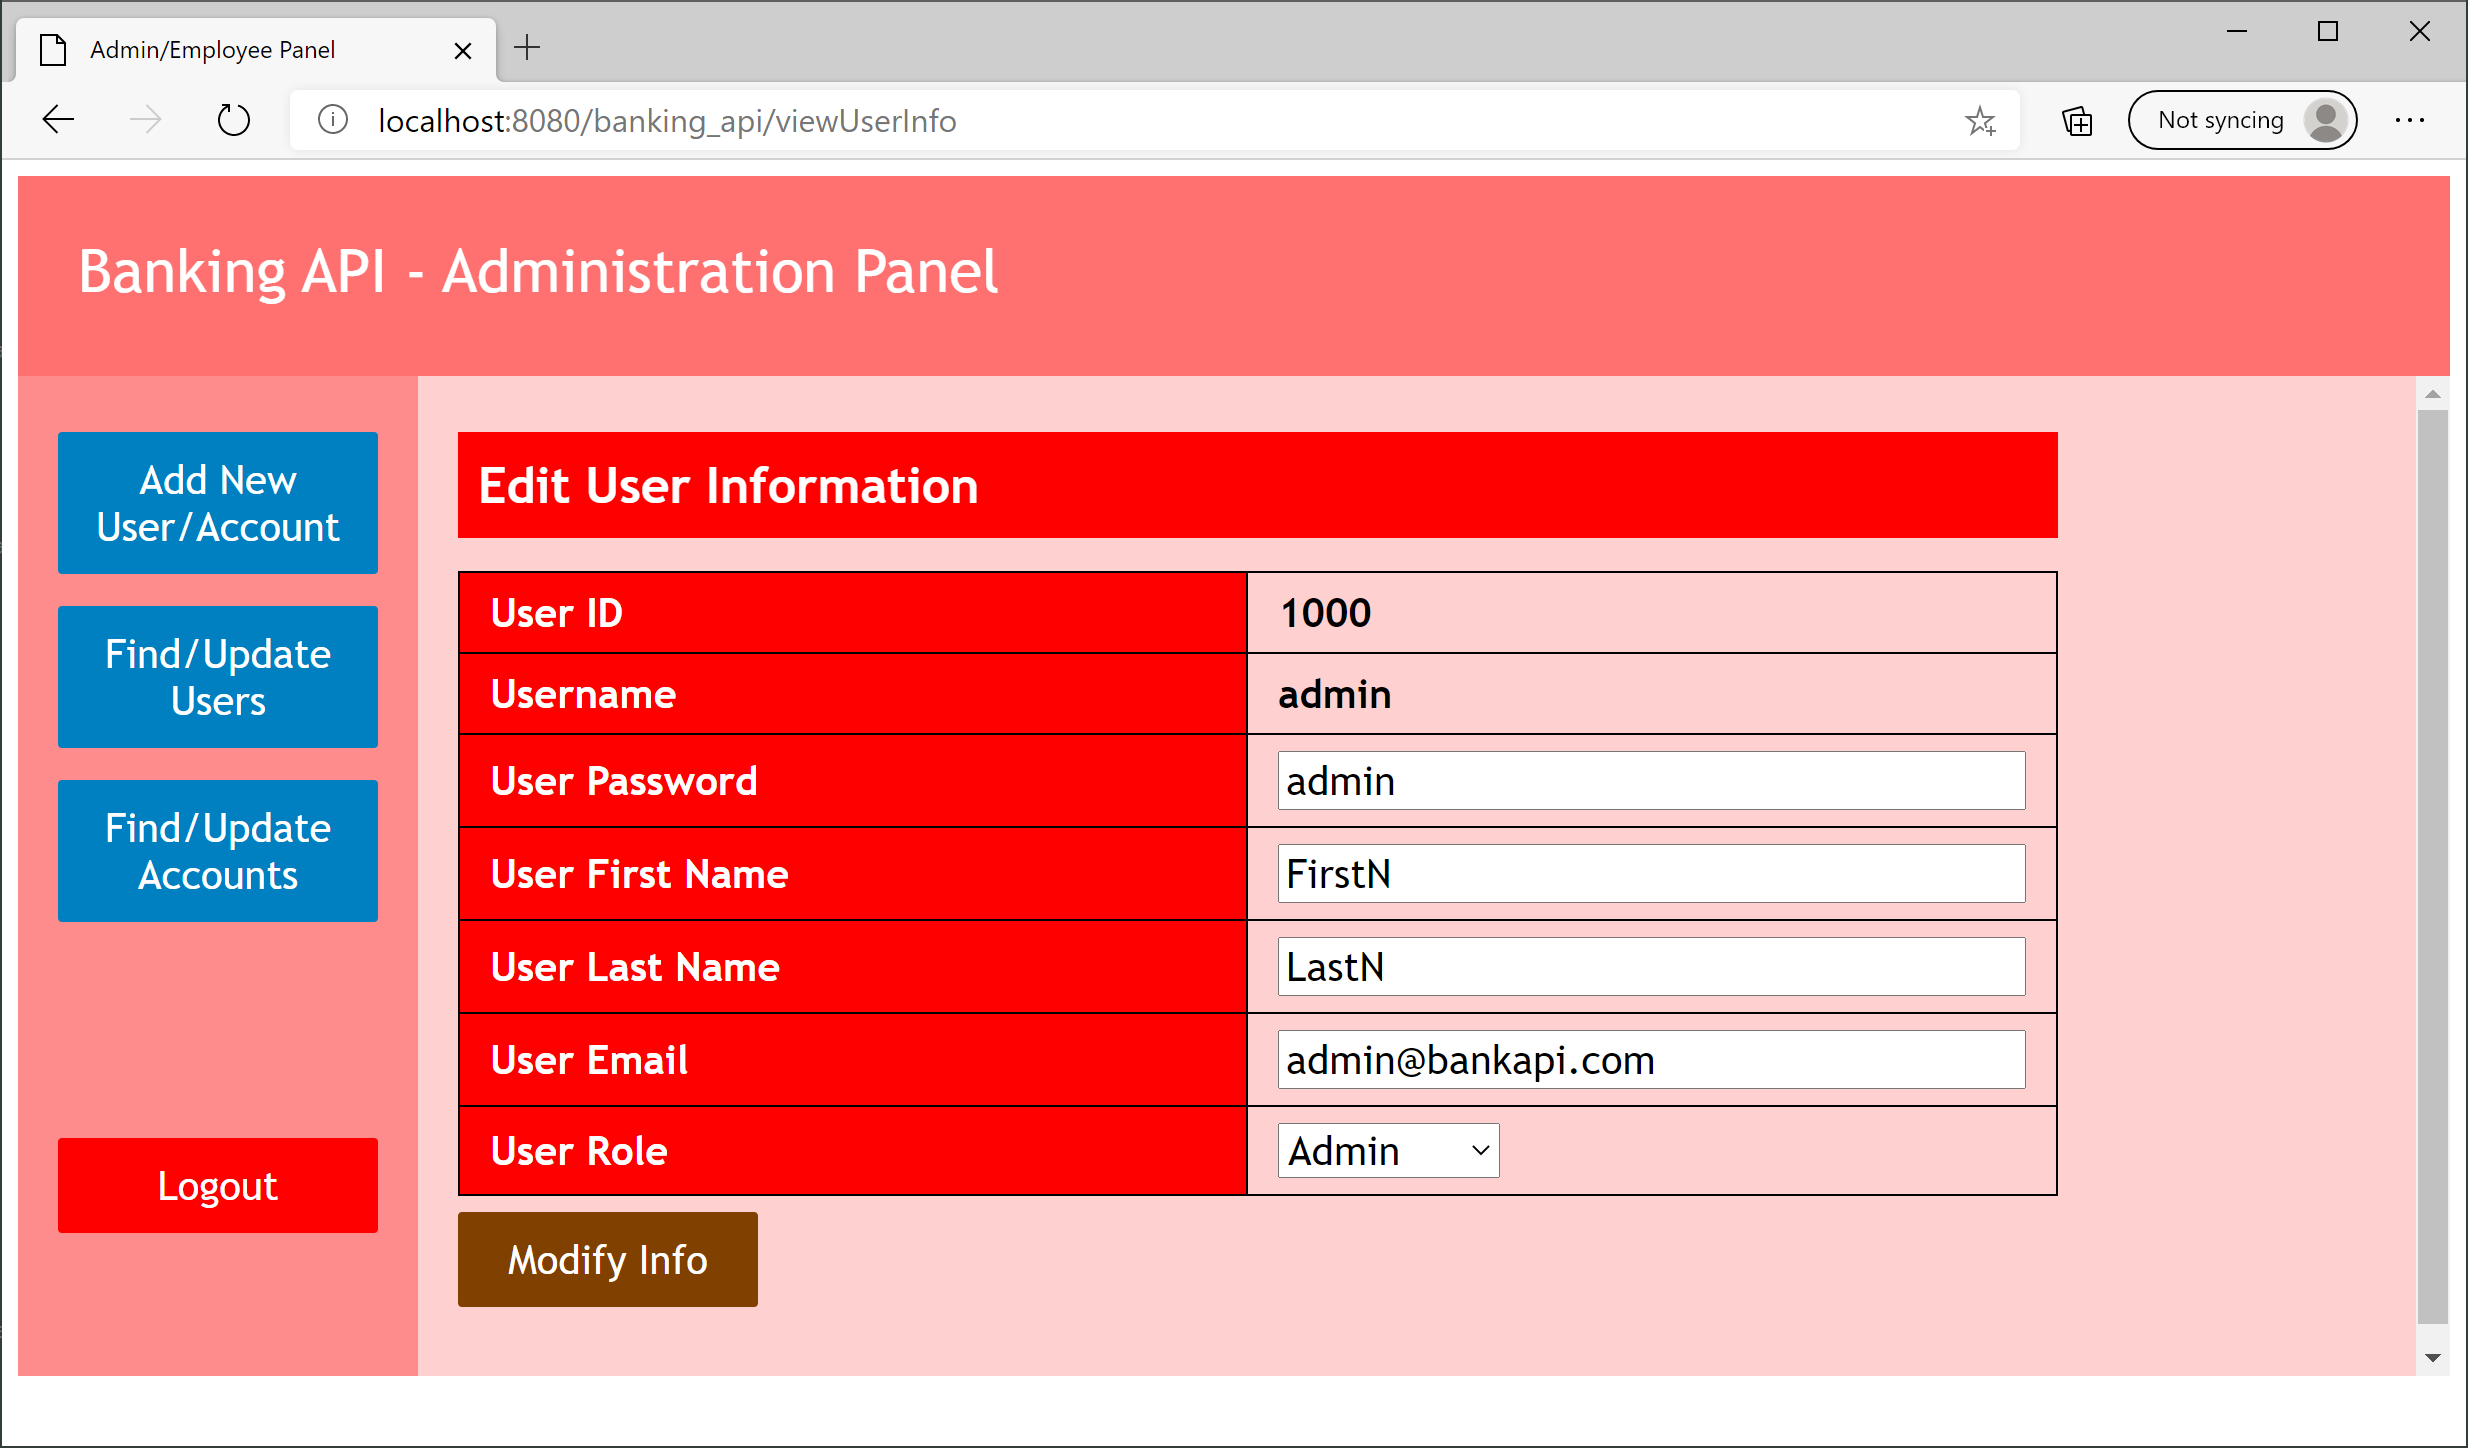 Admin/Employee Panel
localhost:8080/banking_api/viewUserInfo
Not syncing
Banking API - Administration Panel
Add New
User/Account
Find/Update
Users
Find/Update
Accounts
Logout
Edit User Information
User ID 1000
Username admin
User Password admin
User First Name FirstN
User Last Name LastN
User Email admin@bankapi.com
User Role Admin
Modify Info